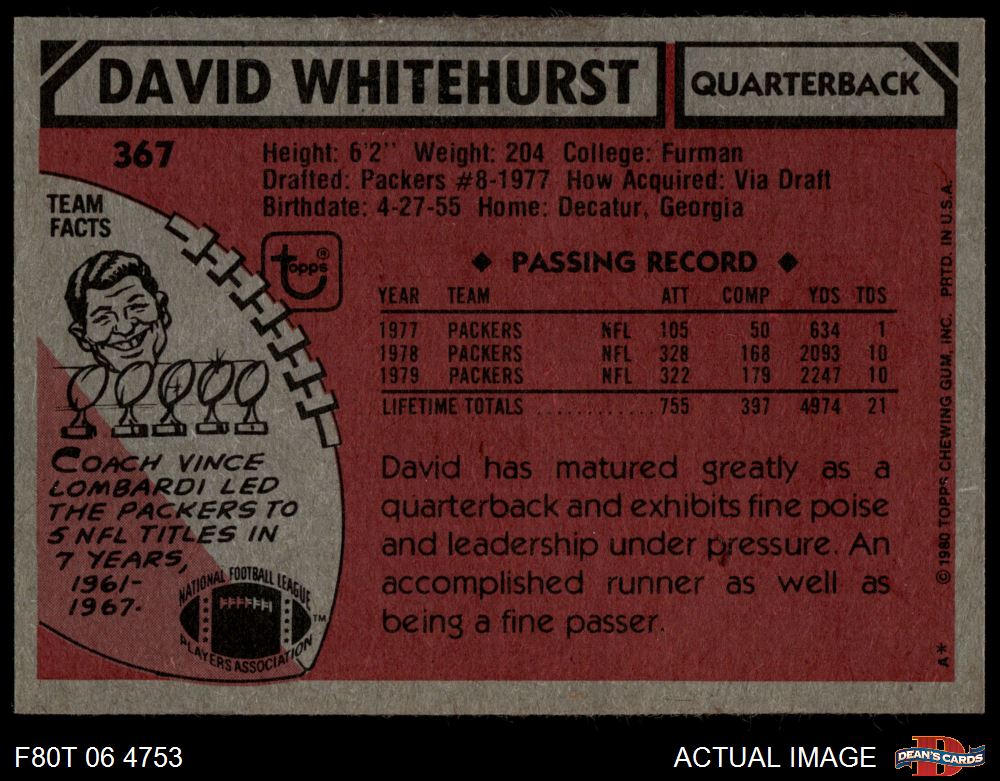 DAVID WHITEHURST
QUARTERBACK
367
Height: 6'2" Weight: 204 College: Furman
Drafted: Packers #8-1977 How Acquired: Via Draft
Birthdate: 4-27-55 Home: Decatur, Georgia
TEAM
FACTS
topps®
◆ PASSING RECORD ◆
YEAR TEAM ATT COMP YDS TDS
1977 PACKERS NFL 105 50 634 1
1978 PACKERS NFL 328 168 2093 10
1979 PACKERS NFL 322 179 2247 10
LIFETIME TOTALS ............. 755 397 4974 21
COACH VINCE
LOMBARDI LED
THE PACKERS TO
5 NFL TITLES IN
7 YEARS,
1961-
1967.
NATIONAL FOOTBALL LEAGUE
PLAYERS ASSOCIATION
™
David has matured greatly as a
quarterback and exhibits fine poise
and leadership under pressure. An
accomplished runner as well as
being a fine passer.
A* © 1980 TOPPS CHEWING GUM, INC. PRTD. IN U.S.A.
F80T 06 4753
ACTUAL IMAGE
D
DEAN'S CARDS